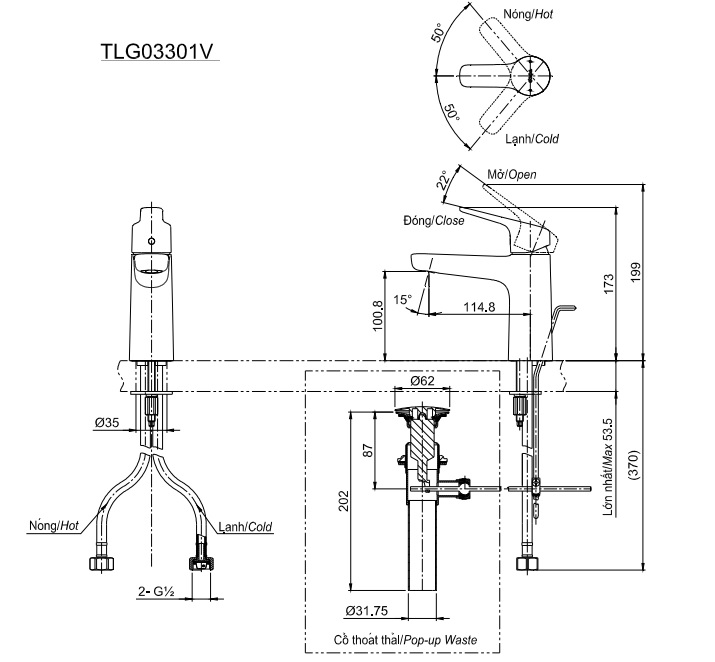 TLG03301V
Nóng/Hot
50°
50°
Lạnh/Cold
22°
Mở/Open
Đóng/Close
199
173
100.8
15°
114.8
Ø62
Ø35
87
202
Lớn nhất/Max 53.5
(370)
Nóng/Hot
Lạnh/Cold
2- G½
Ø31.75
Cồ thoát thải/Pop-up Waste